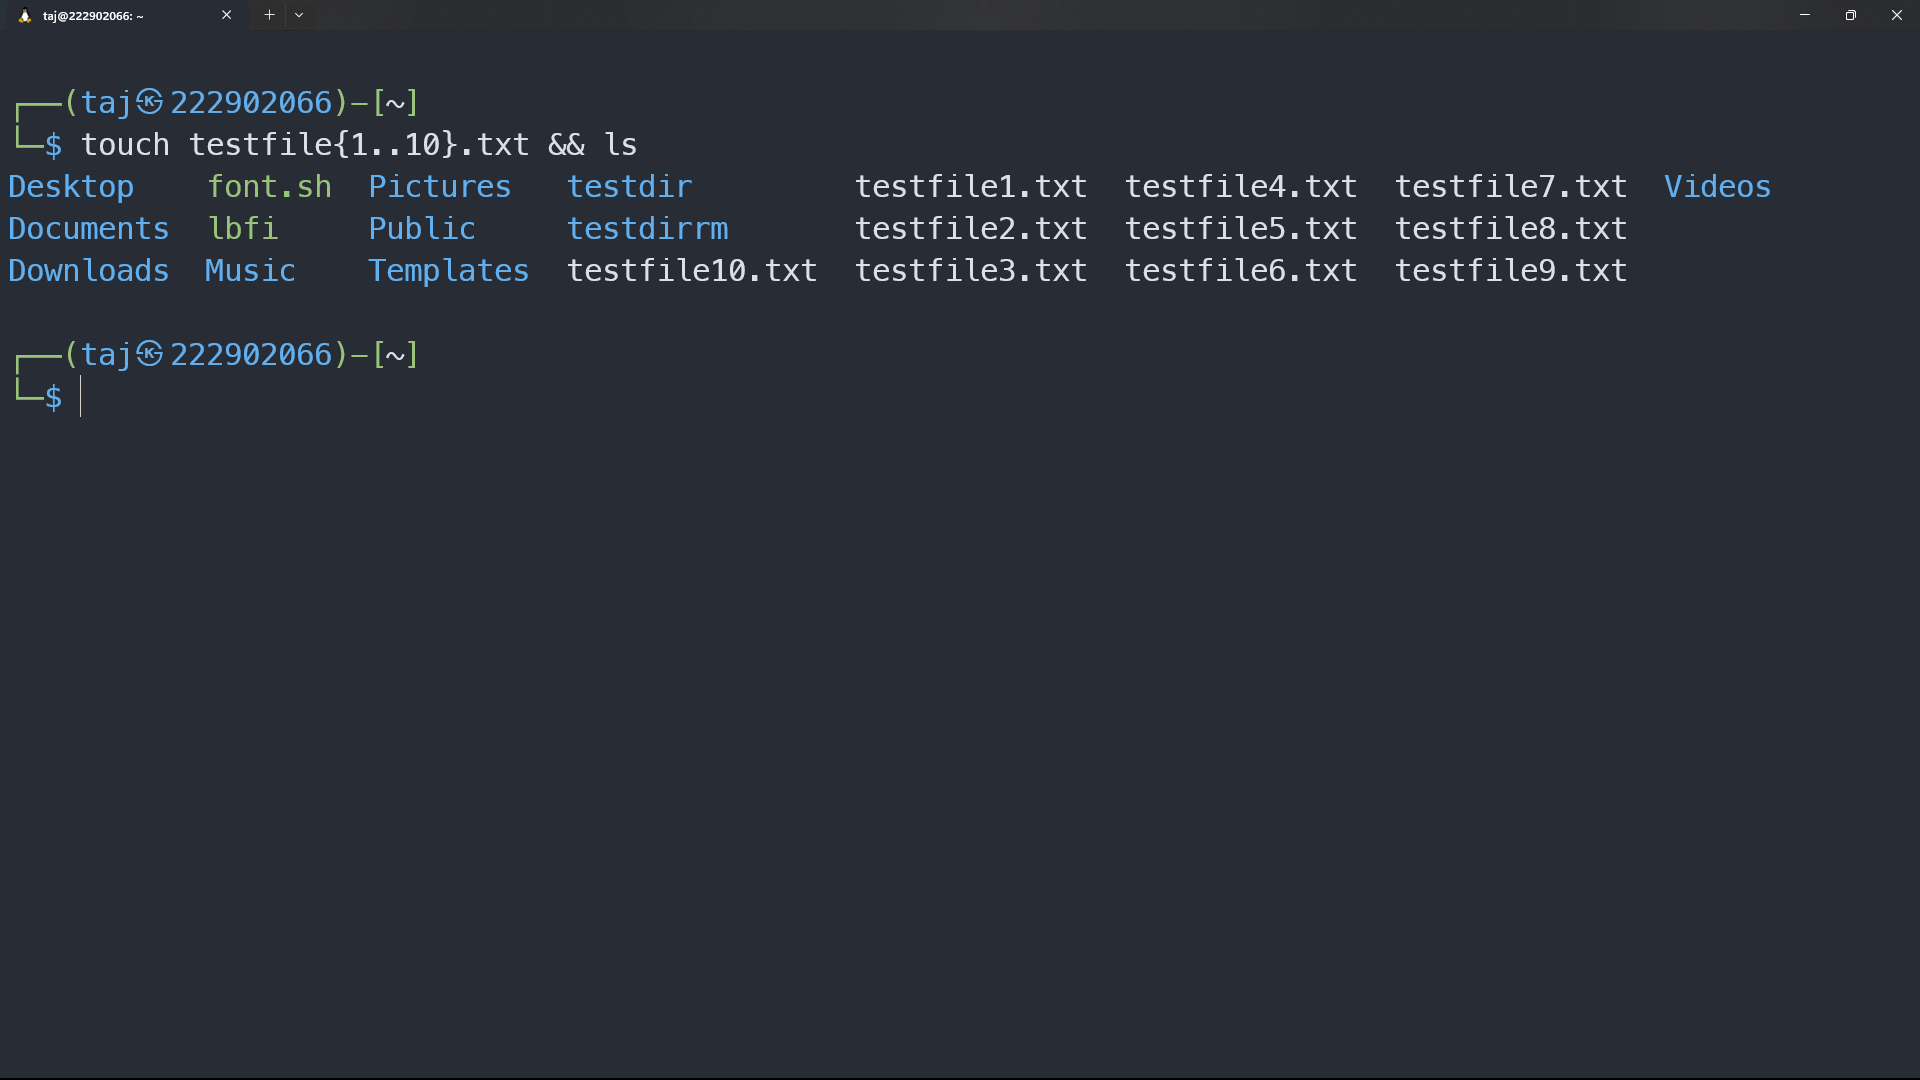 taj@222902066: ~
┌──(taj㉿222902066)-[~]
└─$ touch testfile{1..10}.txt && ls
Desktop    font.sh  Pictures   testdir          testfile1.txt  testfile4.txt  testfile7.txt  Videos
Documents  lbfi     Public     testdirrm        testfile2.txt  testfile5.txt  testfile8.txt
Downloads  Music    Templates  testfile10.txt  testfile3.txt  testfile6.txt  testfile9.txt
┌──(taj㉿222902066)-[~]
└─$